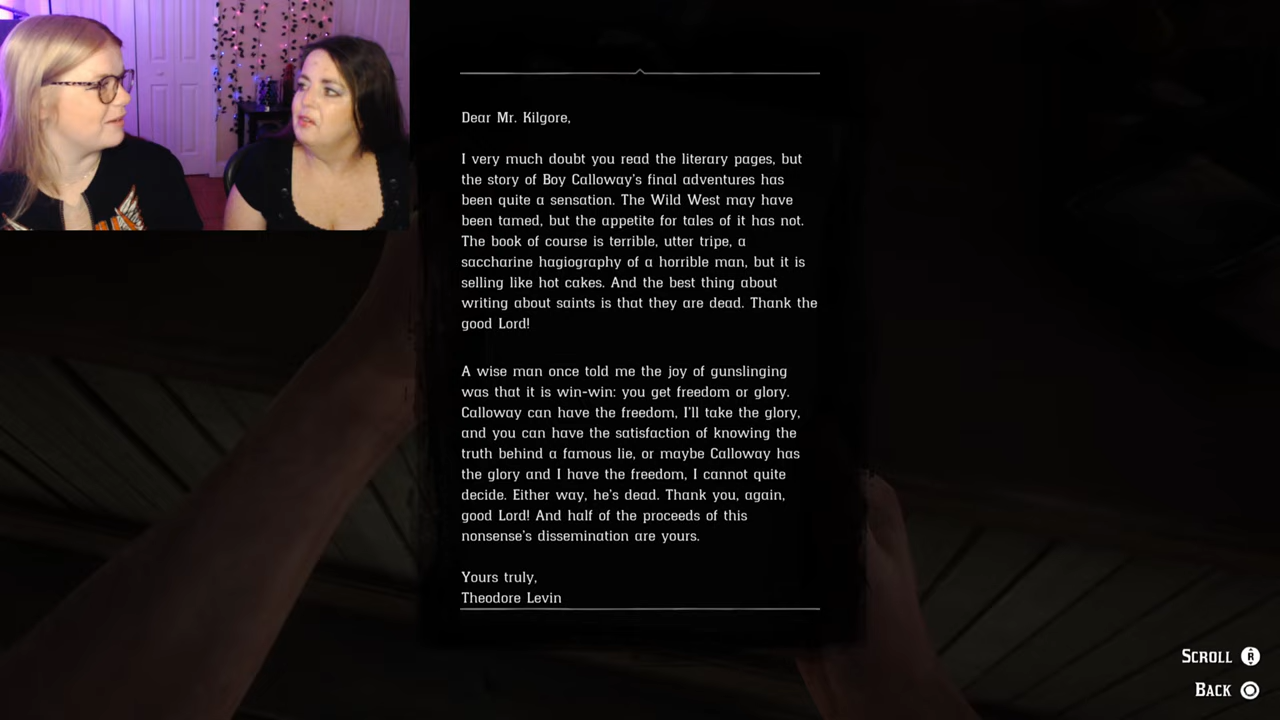 Dear Mr. Kilgore,
I very much doubt you read the literary pages, but
the story of Boy Calloway's final adventures has
been quite a sensation. The Wild West may have
been tamed, but the appetite for tales of it has not.
The book of course is terrible, utter tripe, a
saccharine hagiography of a horrible man, but it is
selling like hot cakes. And the best thing about
writing about saints is that they are dead. Thank the
good Lord!
A wise man once told me the joy of gunslinging
was that it is win-win: you get freedom or glory.
Calloway can have the freedom, I'll take the glory,
and you can have the satisfaction of knowing the
truth behind a famous lie, or maybe Calloway has
the glory and I have the freedom, I cannot quite
decide. Either way, he's dead. Thank you, again,
good Lord! And half of the proceeds of this
nonsense's dissemination are yours.
Yours truly,
Theodore Levin
SCROLL R
BACK